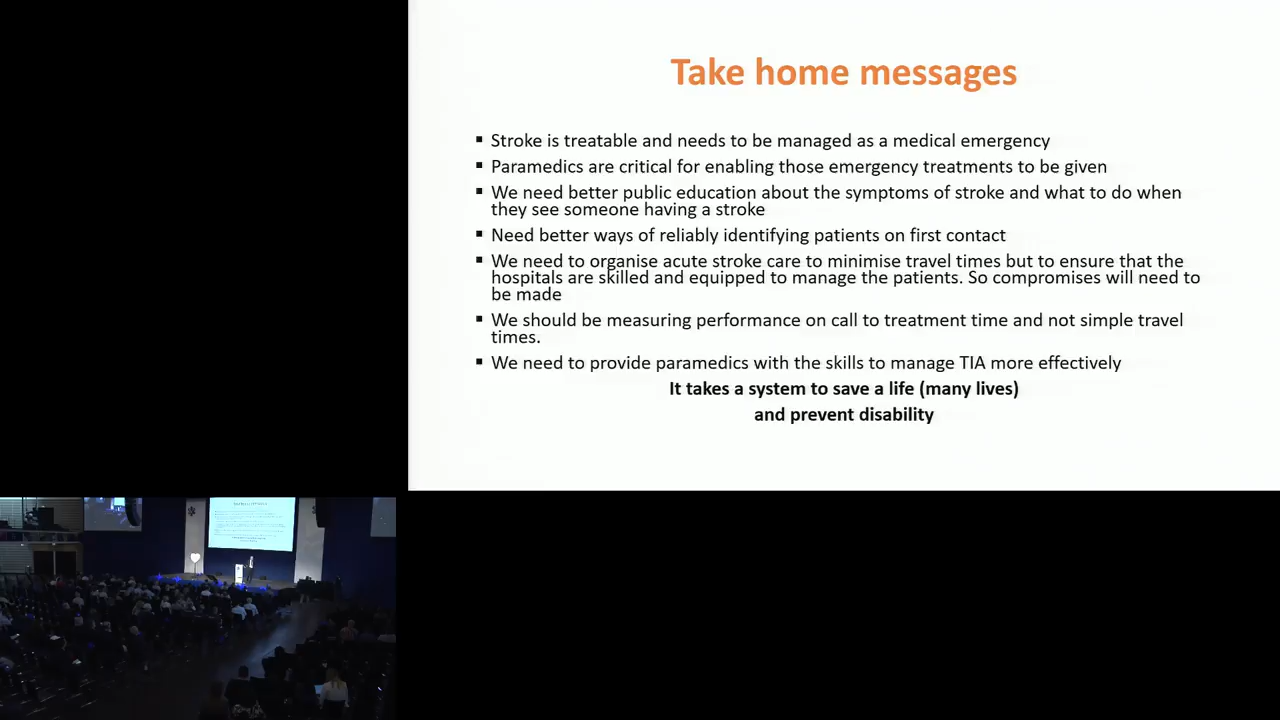 Take home messages
▪ Stroke is treatable and needs to be managed as a medical emergency
▪ Paramedics are critical for enabling those emergency treatments to be given
▪ We need better public education about the symptoms of stroke and what to do when
they see someone having a stroke
▪ Need better ways of reliably identifying patients on first contact
▪ We need to organise acute stroke care to minimise travel times but to ensure that the
hospitals are skilled and equipped to manage the patients. So compromises will need to
be made
▪ We should be measuring performance on call to treatment time and not simple travel
times.
▪ We need to provide paramedics with the skills to manage TIA more effectively
It takes a system to save a life (many lives)
and prevent disability